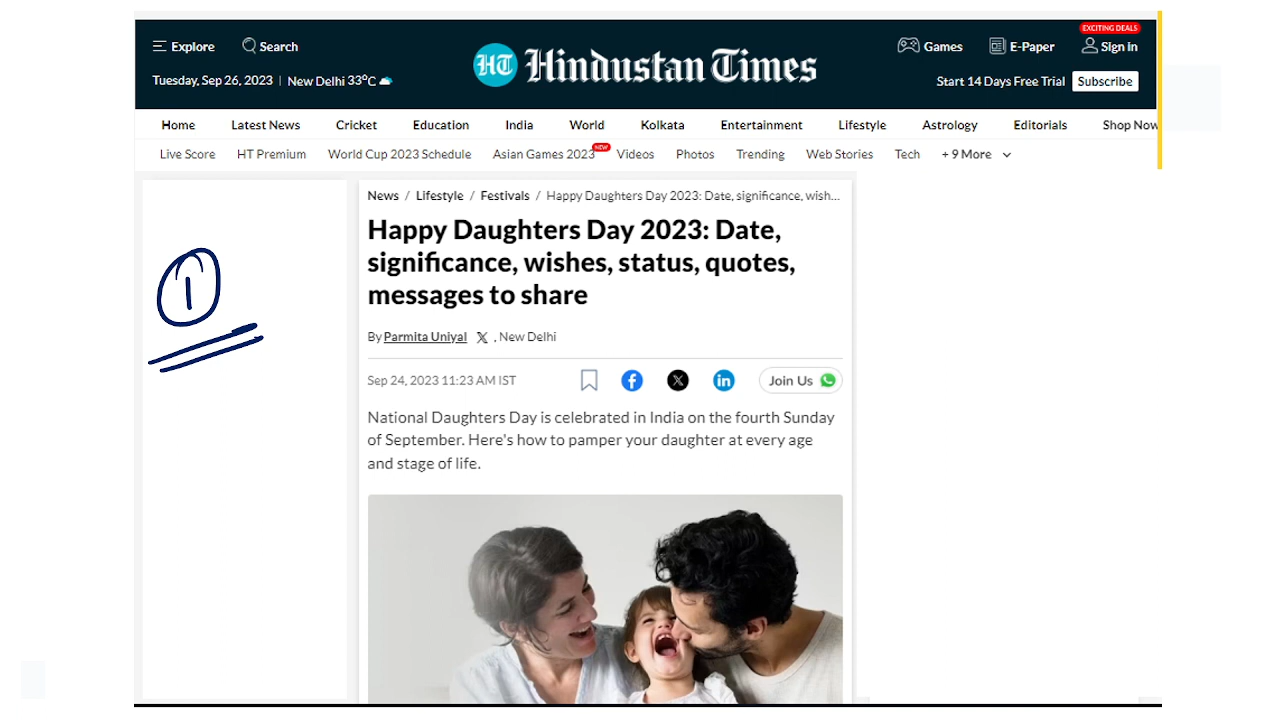 EXCITING DEALS
Explore Search HT Hindustan Times Games E-Paper Sign in
Tuesday, Sep 26, 2023 | New Delhi 33°C Start 14 Days Free Trial Subscribe
Home Latest News Cricket Education India World Kolkata Entertainment Lifestyle Astrology Editorials Shop Now
Live Score HT Premium World Cup 2023 Schedule Asian Games 2023 NEW Videos Photos Trending Web Stories Tech + 9 More
News / Lifestyle / Festivals / Happy Daughters Day 2023: Date, significance, wish...
Happy Daughters Day 2023: Date,
significance, wishes, status, quotes,
messages to share
1
By Parmita Uniyal X , New Delhi
Sep 24, 2023 11:23 AM IST f X in Join Us
National Daughters Day is celebrated in India on the fourth Sunday
of September. Here's how to pamper your daughter at every age
and stage of life.